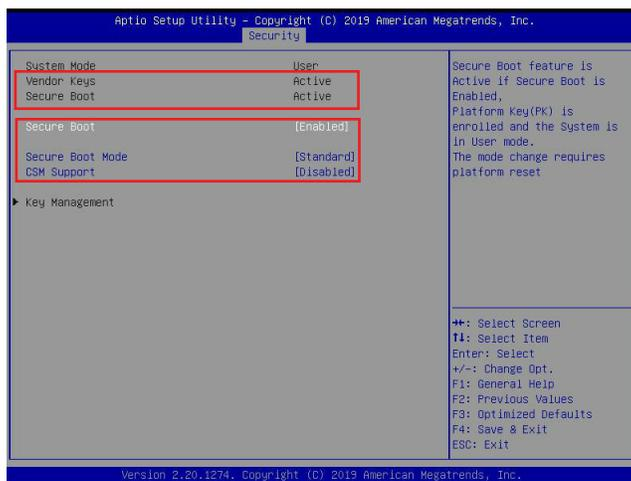 Aptio Setup Utility – Copyright (C) 2019 American Megatrends, Inc.
Security
System Mode User
Vendor Keys Active
Secure Boot Active
Secure Boot [Enabled]
Secure Boot Mode [Standard]
CSM Support [Disabled]
Key Management
Secure Boot feature is
Active if Secure Boot is
Enabled,
Platform Key(PK) is
enrolled and the System is
in User mode.
The mode change requires
platform reset
→←: Select Screen
↑↓: Select Item
Enter: Select
+/-: Change Opt.
F1: General Help
F2: Previous Values
F3: Optimized Defaults
F4: Save & Exit
ESC: Exit
Version 2.20.1274. Copyright (C) 2019 American Megatrends, Inc.